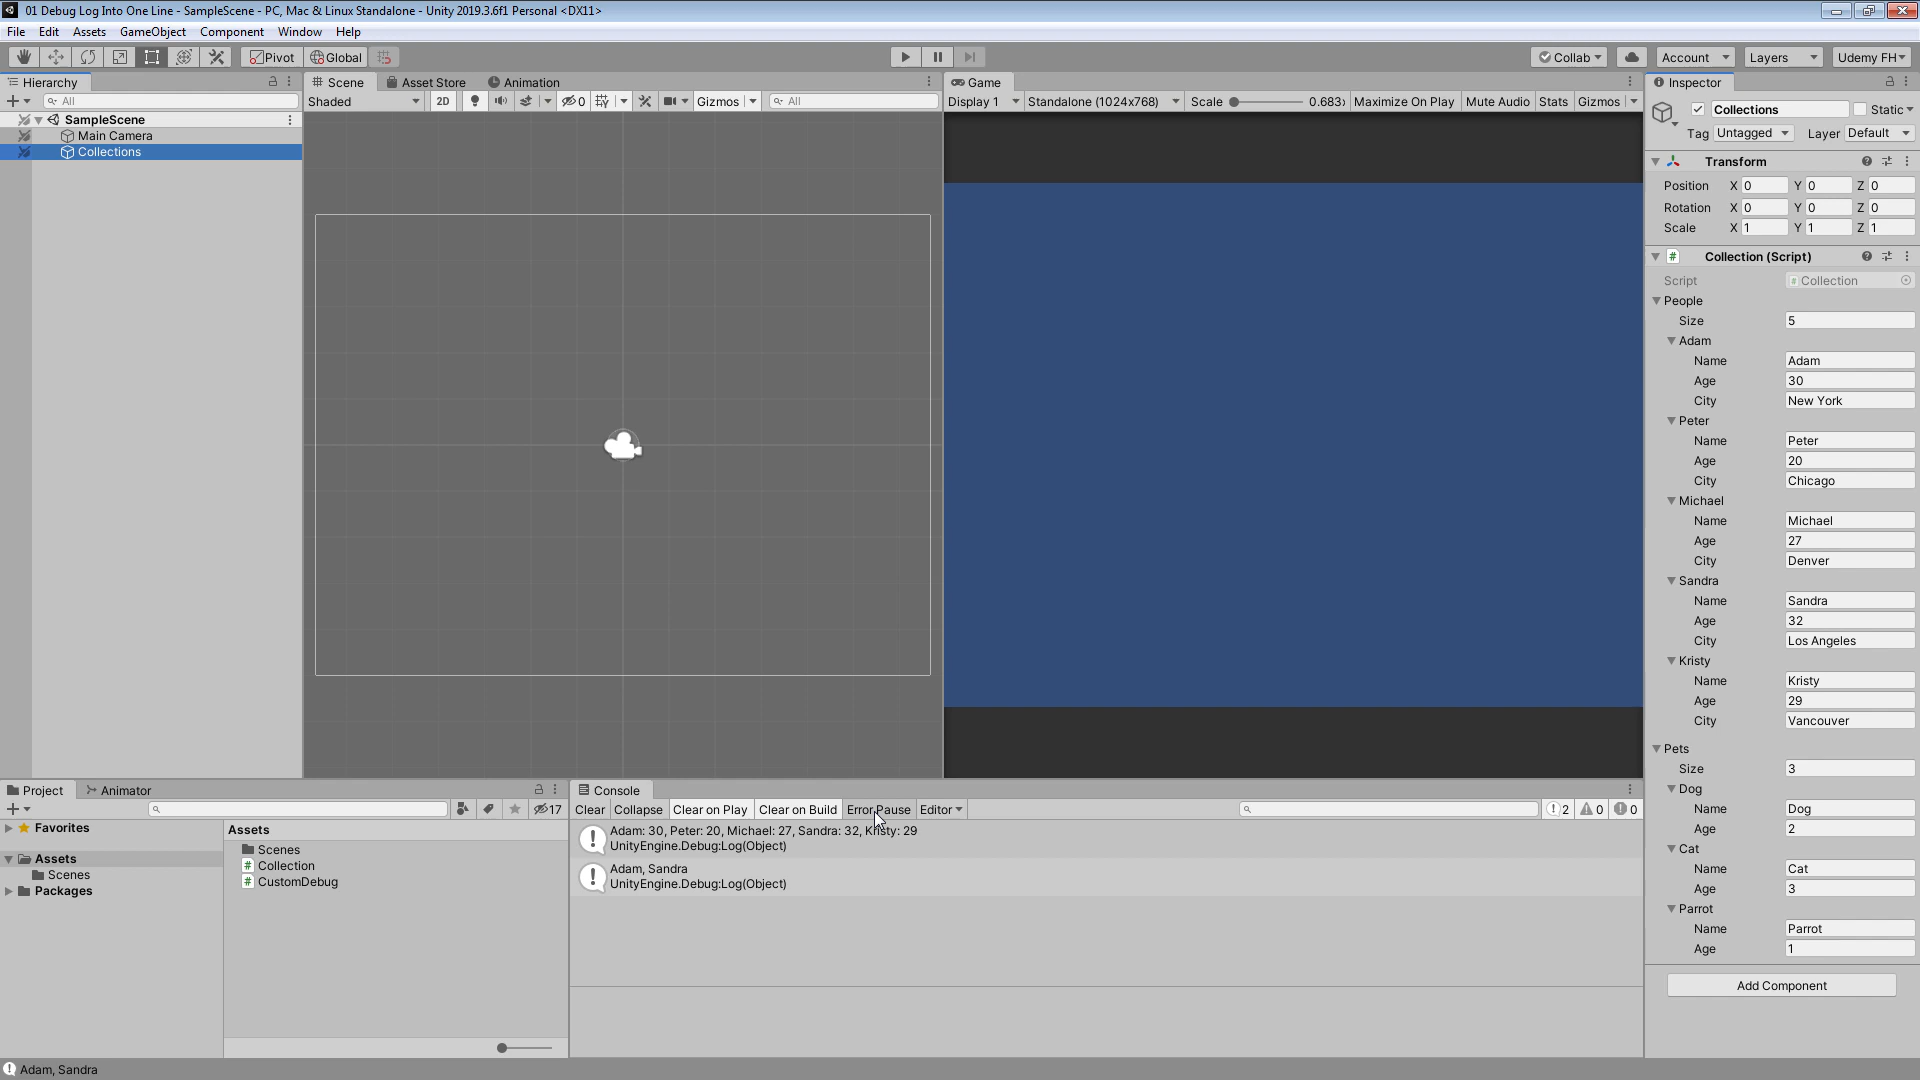 01 Debug Log Into One Line - SampleScene - PC, Mac & Linux Standalone - Unity 2019.3.6f1 Personal <DX11>
File Edit Assets GameObject Component Window Help
Pivot Global Collab Account Layers Udemy FH
Hierarchy
All
SampleScene
Main Camera
Collections
Scene Asset Store Animation
Shaded 2D 0 Gizmos All
Game
Display 1 Standalone (1024x768) Scale 0.683 Maximize On Play Mute Audio Stats Gizmos
Inspector
Collections Static
Tag Untagged Layer Default
Transform
Position X 0 Y 0 Z 0
Rotation X 0 Y 0 Z 0
Scale X 1 Y 1 Z 1
# Collection (Script)
Script # Collection
People
Size 5
Adam
Name Adam
Age 30
City New York
Peter
Name Peter
Age 20
City Chicago
Michael
Name Michael
Age 27
City Denver
Sandra
Name Sandra
Age 32
City Los Angeles
Kristy
Name Kristy
Age 29
City Vancouver
Pets
Size 3
Dog
Name Dog
Age 2
Cat
Name Cat
Age 3
Parrot
Name Parrot
Age 1
Add Component
Project Animator
17
Favorites
Assets
Scenes
Packages
Assets
Scenes
# Collection
# CustomDebug
Console
Clear Collapse Clear on Play Clear on Build Error Pause Editor 2 0 0
Adam: 30, Peter: 20, Michael: 27, Sandra: 32, Kristy: 29
UnityEngine.Debug:Log(Object)
Adam, Sandra
UnityEngine.Debug:Log(Object)
Adam, Sandra